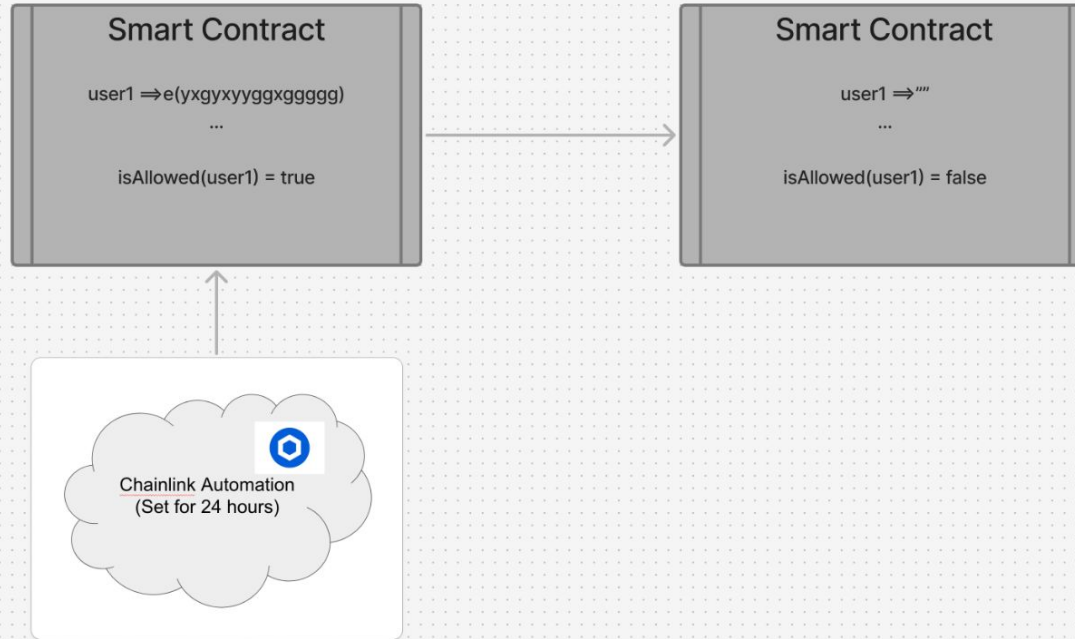 Smart Contract
user1 ⟹e(yxgyxyyggxggggg)
...
isAllowed(user1) = true
Smart Contract
user1 ⟹""
...
isAllowed(user1) = false
Chainlink Automation
(Set for 24 hours)